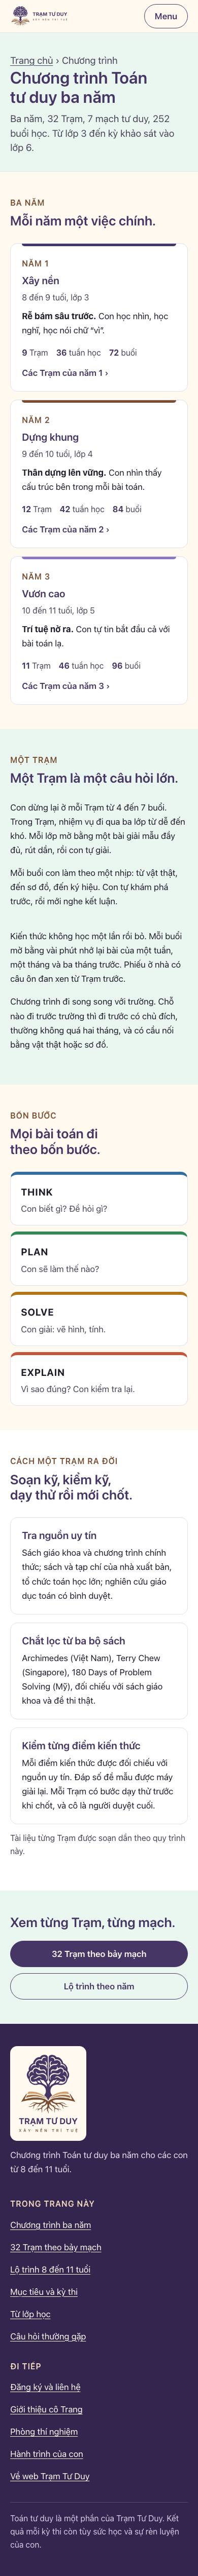 TRẠM TƯ DUY
XÂY NỀN TRÍ TUỆ
Menu
Trang chủ › Chương trình
Chương trình Toán
tư duy ba năm
Ba năm, 32 Trạm, 7 mạch tư duy, 252
buổi học. Từ lớp 3 đến kỳ khảo sát vào
lớp 6.
BA NĂM
Mỗi năm một việc chính.
NĂM 1
Xây nền
8 đến 9 tuổi, lớp 3
Rễ bám sâu trước. Con học nhìn, học
nghĩ, học nói chữ “vì”.
9 Trạm 36 tuần học 72 buổi
Các Trạm của năm 1 ›
NĂM 2
Dựng khung
9 đến 10 tuổi, lớp 4
Thân dựng lên vững. Con nhìn thấy
cấu trúc bên trong mỗi bài toán.
12 Trạm 42 tuần học 84 buổi
Các Trạm của năm 2 ›
NĂM 3
Vươn cao
10 đến 11 tuổi, lớp 5
Trí tuệ nở ra. Con tự tin bắt đầu cả với
bài toán lạ.
11 Trạm 46 tuần học 96 buổi
Các Trạm của năm 3 ›
MỘT TRẠM
Một Trạm là một câu hỏi lớn.
Con dừng lại ở mỗi Trạm từ 4 đến 7 buổi.
Trong Trạm, nhiệm vụ đi qua ba lớp từ dễ đến
khó. Mỗi lớp mở bằng một bài giải mẫu đầy
đủ, rút dần, rồi con tự giải.
Mỗi buổi con làm theo một nhịp: từ vật thật,
đến sơ đồ, đến ký hiệu. Con tự khám phá
trước, rồi mới nghe kết luận.
Kiến thức không học một lần rồi bỏ. Mỗi buổi
mở bằng vài phút nhớ lại bài của một tuần,
một tháng và ba tháng trước. Phiếu ở nhà có
câu ôn đan xen từ Trạm trước.
Chương trình đi song song với trường. Chỗ
nào đi trước trường thì đi trước có chủ đích,
thường không quá hai tháng, và có cầu nối
bằng vật thật hoặc sơ đồ.
BỐN BƯỚC
Mọi bài toán đi
theo bốn bước.
THINK
Con biết gì? Đề hỏi gì?
PLAN
Con sẽ làm thế nào?
SOLVE
Con giải: vẽ hình, tính.
EXPLAIN
Vì sao đúng? Con kiểm tra lại.
CÁCH MỘT TRẠM RA ĐỜI
Soạn kỹ, kiểm kỹ,
dạy thử rồi mới chốt.
Tra nguồn uy tín
Sách giáo khoa và chương trình chính
thức; sách và tạp chí của nhà xuất bản,
tổ chức toán học lớn; nghiên cứu giáo
dục toán có bình duyệt.
Chắt lọc từ ba bộ sách
Archimedes (Việt Nam), Terry Chew
(Singapore), 180 Days of Problem
Solving (Mỹ), đối chiếu với sách giáo
khoa và đề thi thật.
Kiểm từng điểm kiến thức
Mỗi điểm kiến thức được đối chiếu với
nguồn uy tín. Đáp số đề mẫu được máy
giải lại. Mỗi Trạm có bước dạy thử trước
khi chốt, và cô là người duyệt cuối.
Tài liệu từng Trạm được soạn dần theo quy trình
này.
Xem từng Trạm, từng mạch.
32 Trạm theo bảy mạch
Lộ trình theo năm
TRẠM TƯ DUY
XÂY NỀN TRÍ TUỆ
Chương trình Toán tư duy ba năm cho các con
từ 8 đến 11 tuổi.
TRONG TRANG NÀY
Chương trình ba năm
32 Trạm theo bảy mạch
Lộ trình 8 đến 11 tuổi
Mục tiêu và kỳ thi
Từ lớp học
Câu hỏi thường gặp
ĐI TIẾP
Đăng ký và liên hệ
Giới thiệu cô Trang
Phòng thí nghiệm
Hành trình của con
Về web Trạm Tư Duy
Toán tư duy là một phần của Trạm Tư Duy. Kết
quả mỗi kỳ thi còn tùy sức học và sự rèn luyện
của con.